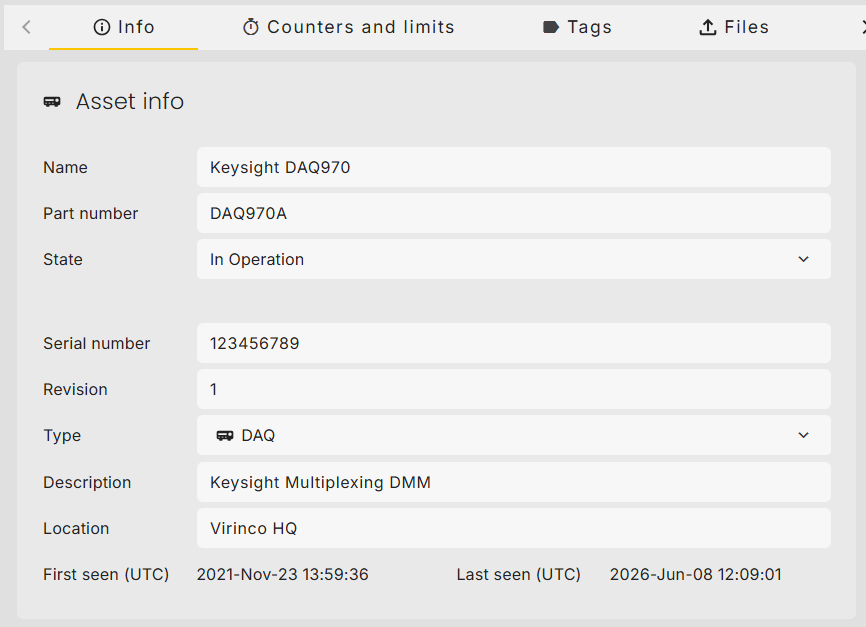 Info Counters and limits Tags Files
Asset info
Name Keysight DAQ970
Part number DAQ970A
State In Operation
Serial number 123456789
Revision 1
Type DAQ
Description Keysight Multiplexing DMM
Location Virinco HQ
First seen (UTC) 2021-Nov-23 13:59:36 Last seen (UTC) 2026-Jun-08 12:09:01